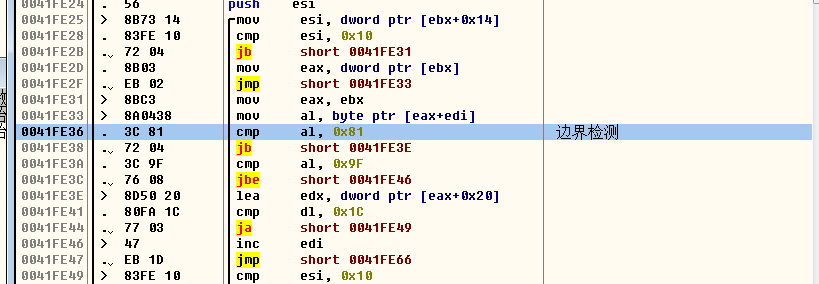 0041FE24 . 56 push esi
0041FE25 > 8B73 14 mov esi, dword ptr [ebx+0x14]
0041FE28 . 83FE 10 cmp esi, 0x10
0041FE2B .ˇ 72 04 jb short 0041FE31
0041FE2D . 8B03 mov eax, dword ptr [ebx]
0041FE2F .ˇ EB 02 jmp short 0041FE33
0041FE31 > 8BC3 mov eax, ebx
0041FE33 > 8A0438 mov al, byte ptr [eax+edi]
0041FE36 . 3C 81 cmp al, 0x81 边界检测
0041FE38 .ˇ 72 04 jb short 0041FE3E
0041FE3A . 3C 9F cmp al, 0x9F
0041FE3C .ˇ 76 08 jbe short 0041FE46
0041FE3E > 8D50 20 lea edx, dword ptr [eax+0x20]
0041FE41 . 80FA 1C cmp dl, 0x1C
0041FE44 .ˇ 77 03 ja short 0041FE49
0041FE46 > 47 inc edi
0041FE47 .ˇ EB 1D jmp short 0041FE66
0041FE49 > 83FE 10 cmp esi, 0x10